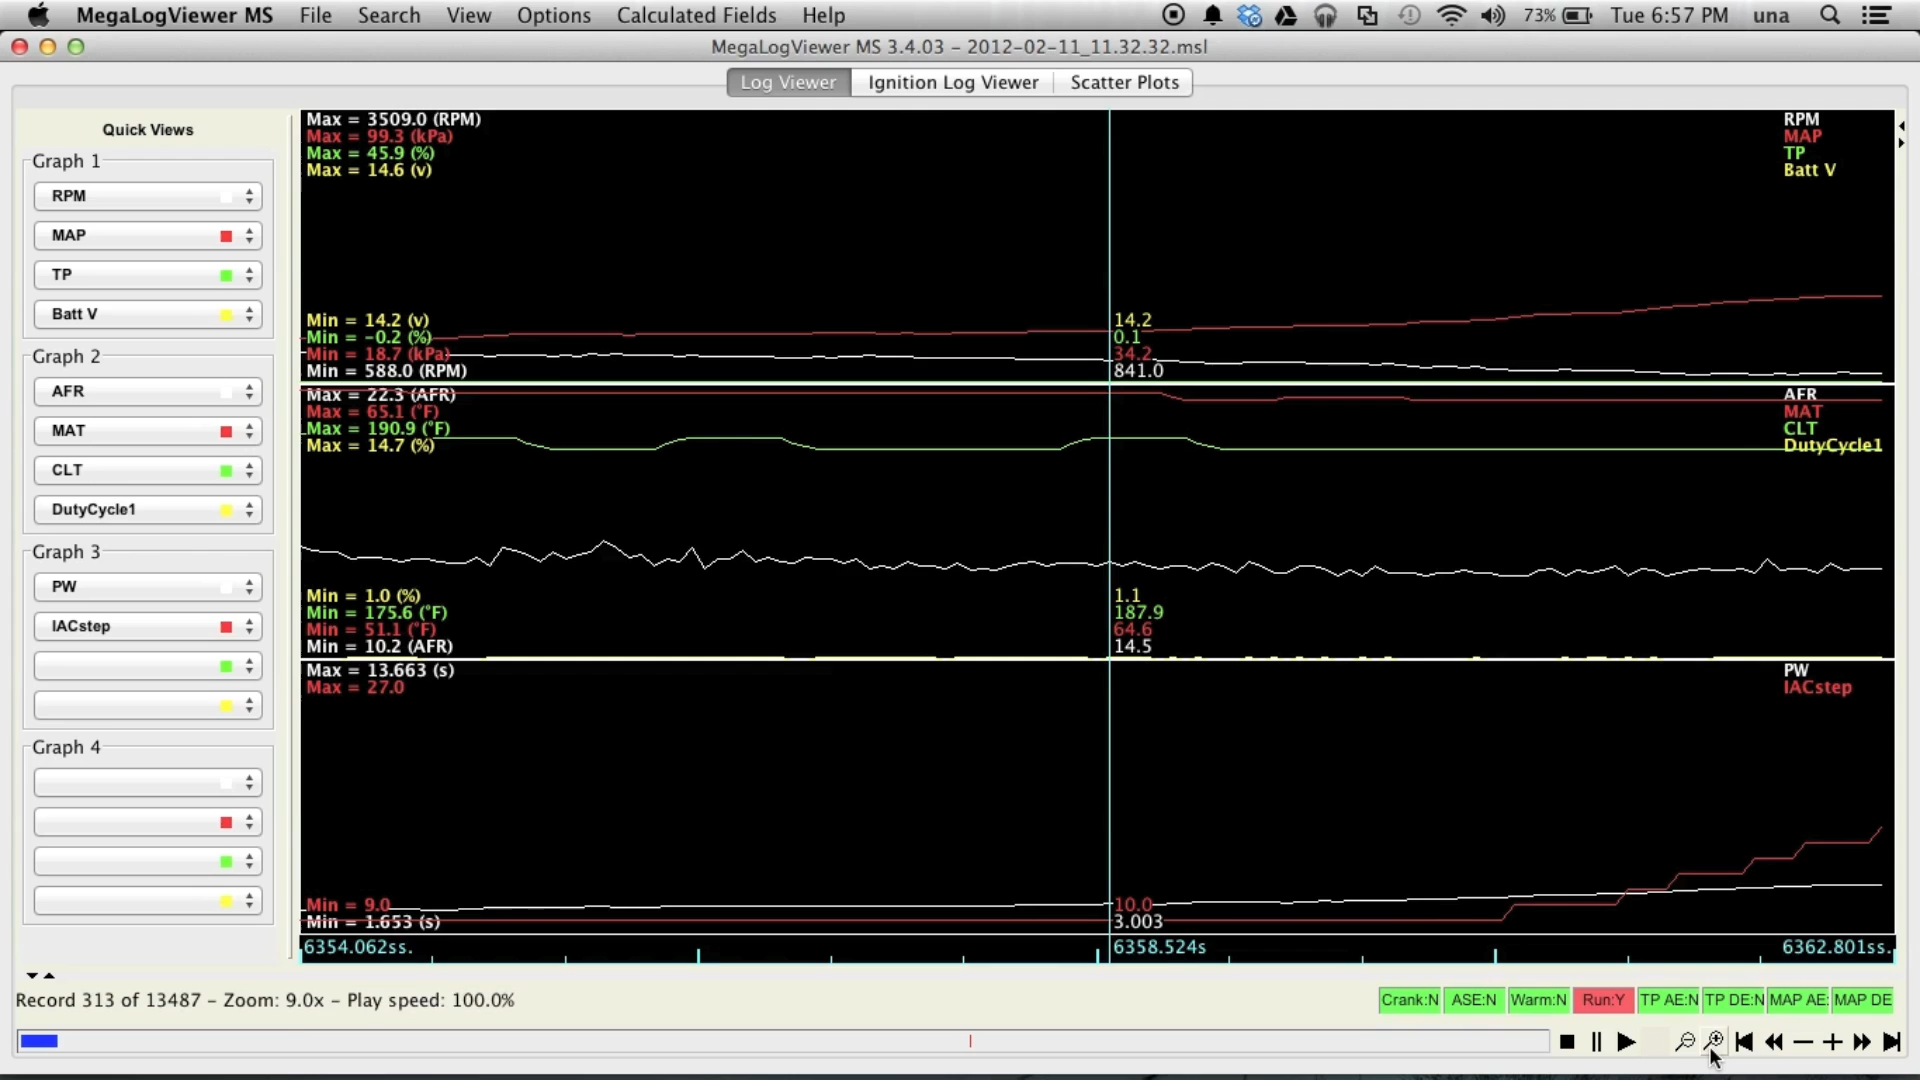 MegaLogViewer MS File Search View Options Calculated Fields Help 73% Tue 6:57 PM una
MegaLogViewer MS 3.4.03 - 2012-02-11_11.32.32.msl
Log Viewer Ignition Log Viewer Scatter Plots
Quick Views
Graph 1
RPM
MAP
TP
Batt V
Graph 2
AFR
MAT
CLT
DutyCycle1
Graph 3
PW
IACstep
Graph 4
Max = 3509.0 (RPM) RPM
Max = 99.3 (kPa) MAP
Max = 45.9 (%) TP
Max = 14.6 (v) Batt V
Min = 14.2 (v) 14.2
Min = -0.2 (%) 0.1
Min = 18.7 (kPa) 34.2
Min = 588.0 (RPM) 841.0
Max = 22.3 (AFR) AFR
Max = 65.1 (°F) MAT
Max = 190.9 (°F) CLT
Max = 14.7 (%) DutyCycle1
Min = 1.0 (%) 1.1
Min = 175.6 (°F) 187.9
Min = 51.1 (°F) 64.6
Min = 10.2 (AFR) 14.5
Max = 13.663 (s) PW
Max = 27.0 IACstep
Min = 9.0 10.0
Min = 1.653 (s) 3.003
6354.062ss. 6358.524s 6362.801ss.
Record 313 of 13487 - Zoom: 9.0x - Play speed: 100.0% Crank:N ASE:N Warm:N Run:Y TP AE:N TP DE:N MAP AE: MAP DE